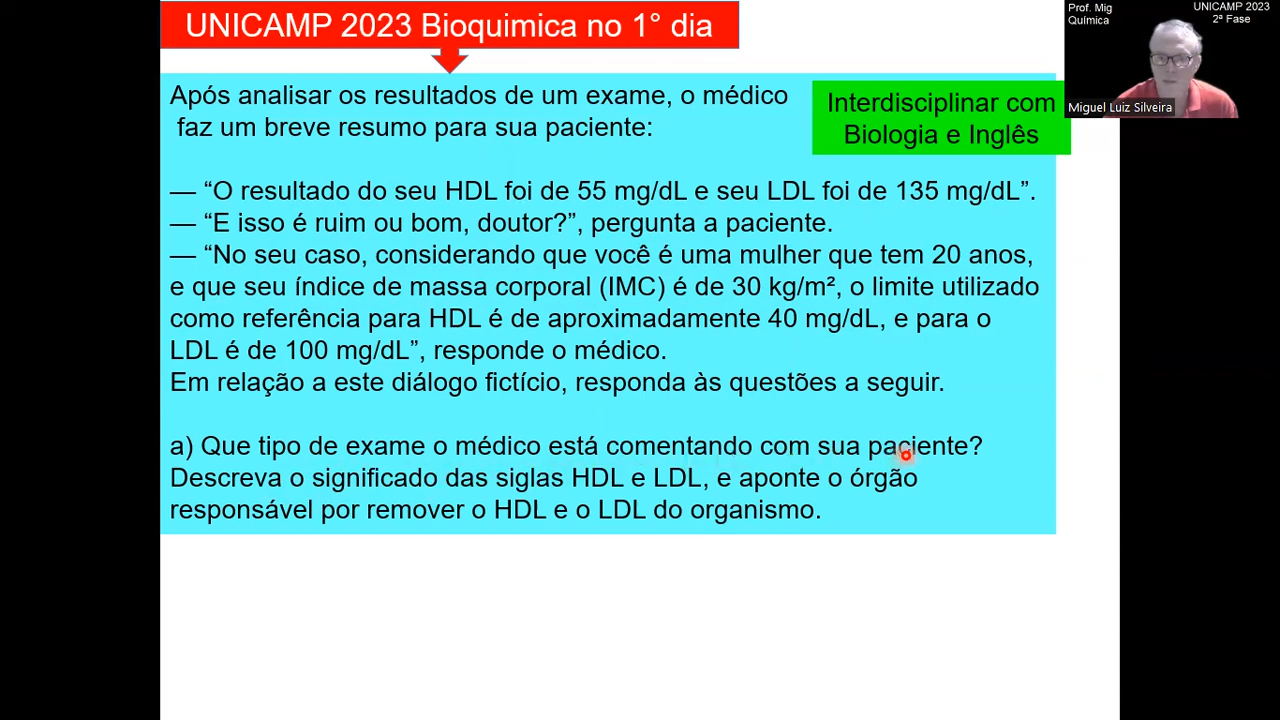 UNICAMP 2023 Bioquimica no 1° dia
Prof. Mig
Química
UNICAMP 2023
2ª Fase
Miguel Luiz Silveira
Interdisciplinar com
Biologia e Inglês
Após analisar os resultados de um exame, o médico
faz um breve resumo para sua paciente:
— “O resultado do seu HDL foi de 55 mg/dL e seu LDL foi de 135 mg/dL”.
— “E isso é ruim ou bom, doutor?”, pergunta a paciente.
— “No seu caso, considerando que você é uma mulher que tem 20 anos,
e que seu índice de massa corporal (IMC) é de 30 kg/m², o limite utilizado
como referência para HDL é de aproximadamente 40 mg/dL, e para o
LDL é de 100 mg/dL”, responde o médico.
Em relação a este diálogo fictício, responda às questões a seguir.
a) Que tipo de exame o médico está comentando com sua paciente?
Descreva o significado das siglas HDL e LDL, e aponte o órgão
responsável por remover o HDL e o LDL do organismo.